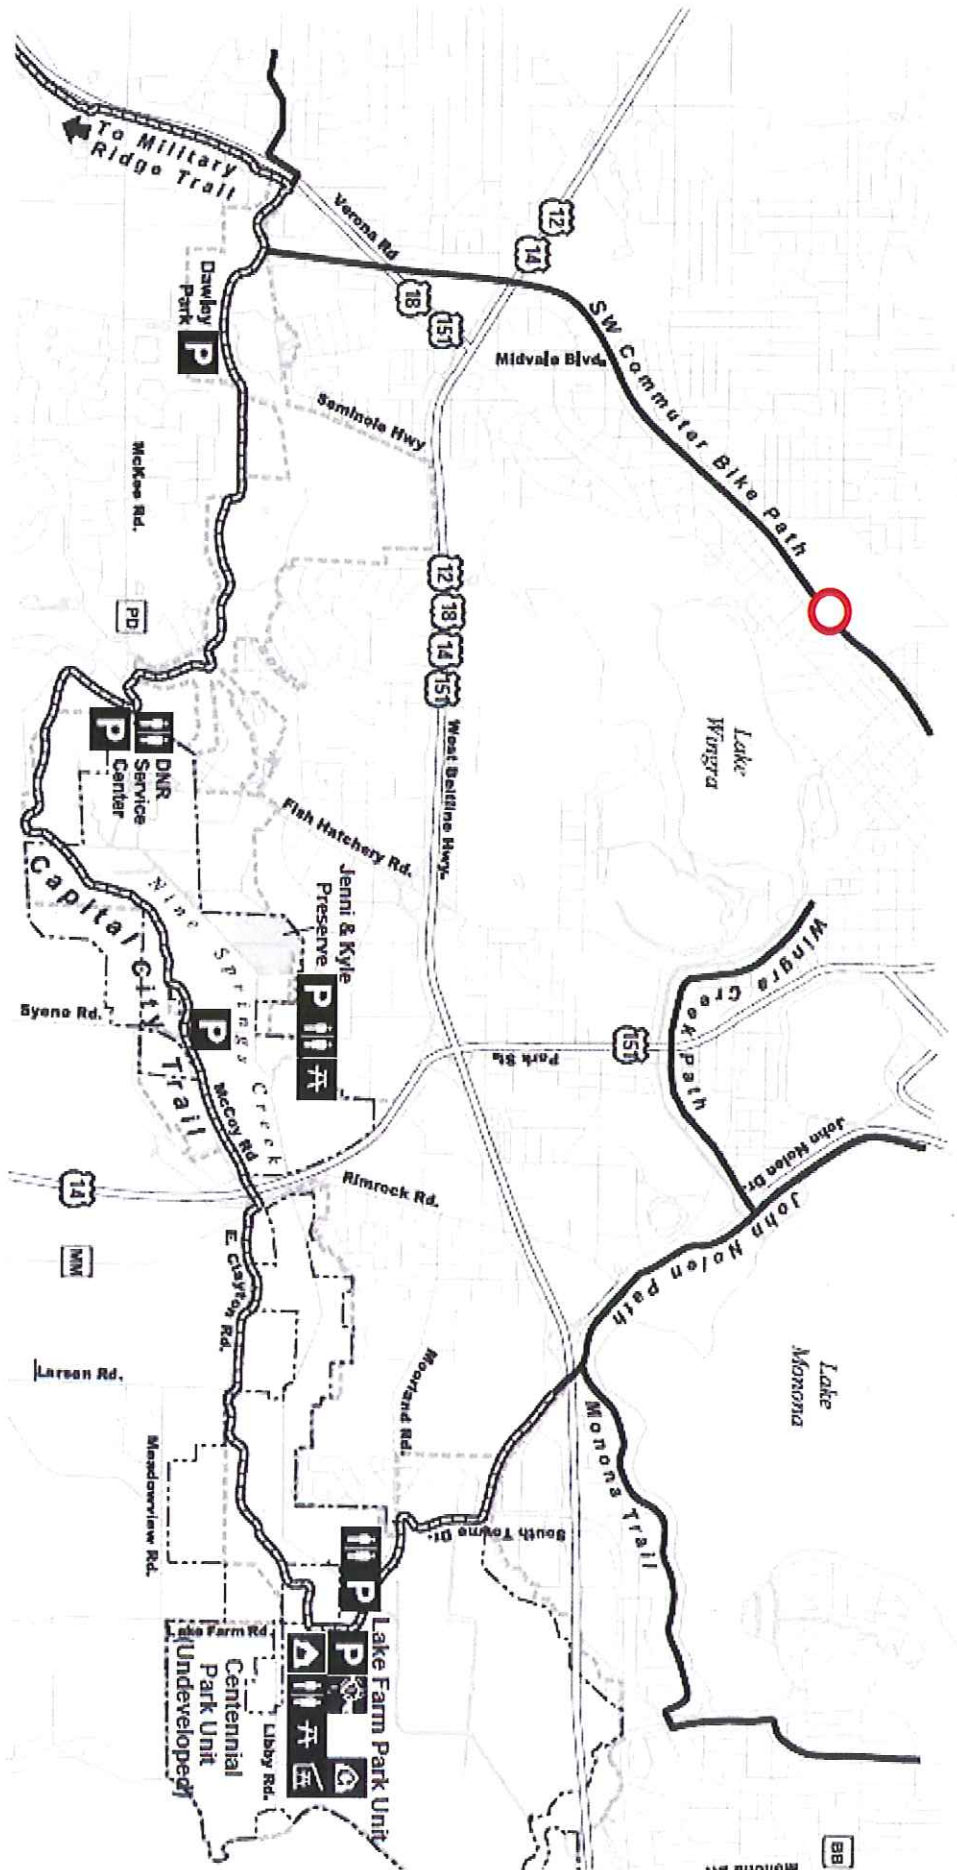 To Military
Ridge Trail
Verona Rd
12
14
18
151
SW Commuter Bike Path
Midvale Blvd.
Dawley
Park
P
Seminole Hwy
McKee Rd.
PD
12
18
14
151
West Beltline Hwy.
Lake
Wingra
P
DNR
Service
Center
Fish Hatchery Rd.
Jenni & Kyle
Preserve
P
Nine Springs Creek
Capital City Trail
Syene Rd.
P
McCoy Rd
Wingra Creek Path
151
Park St.
John Nolen Dr.
John Nolen Path
Rimrock Rd.
14
MM
E. Clayton Rd.
Larson Rd.
Moorland Rd.
Lake
Monona
Monona Trail
Meadowview Rd.
South Towne Dr.
P
Lake Farm Rd.
P
Lake Farm Park Unit
Centennial
Park Unit
(Undeveloped)
Libby Rd.
BB